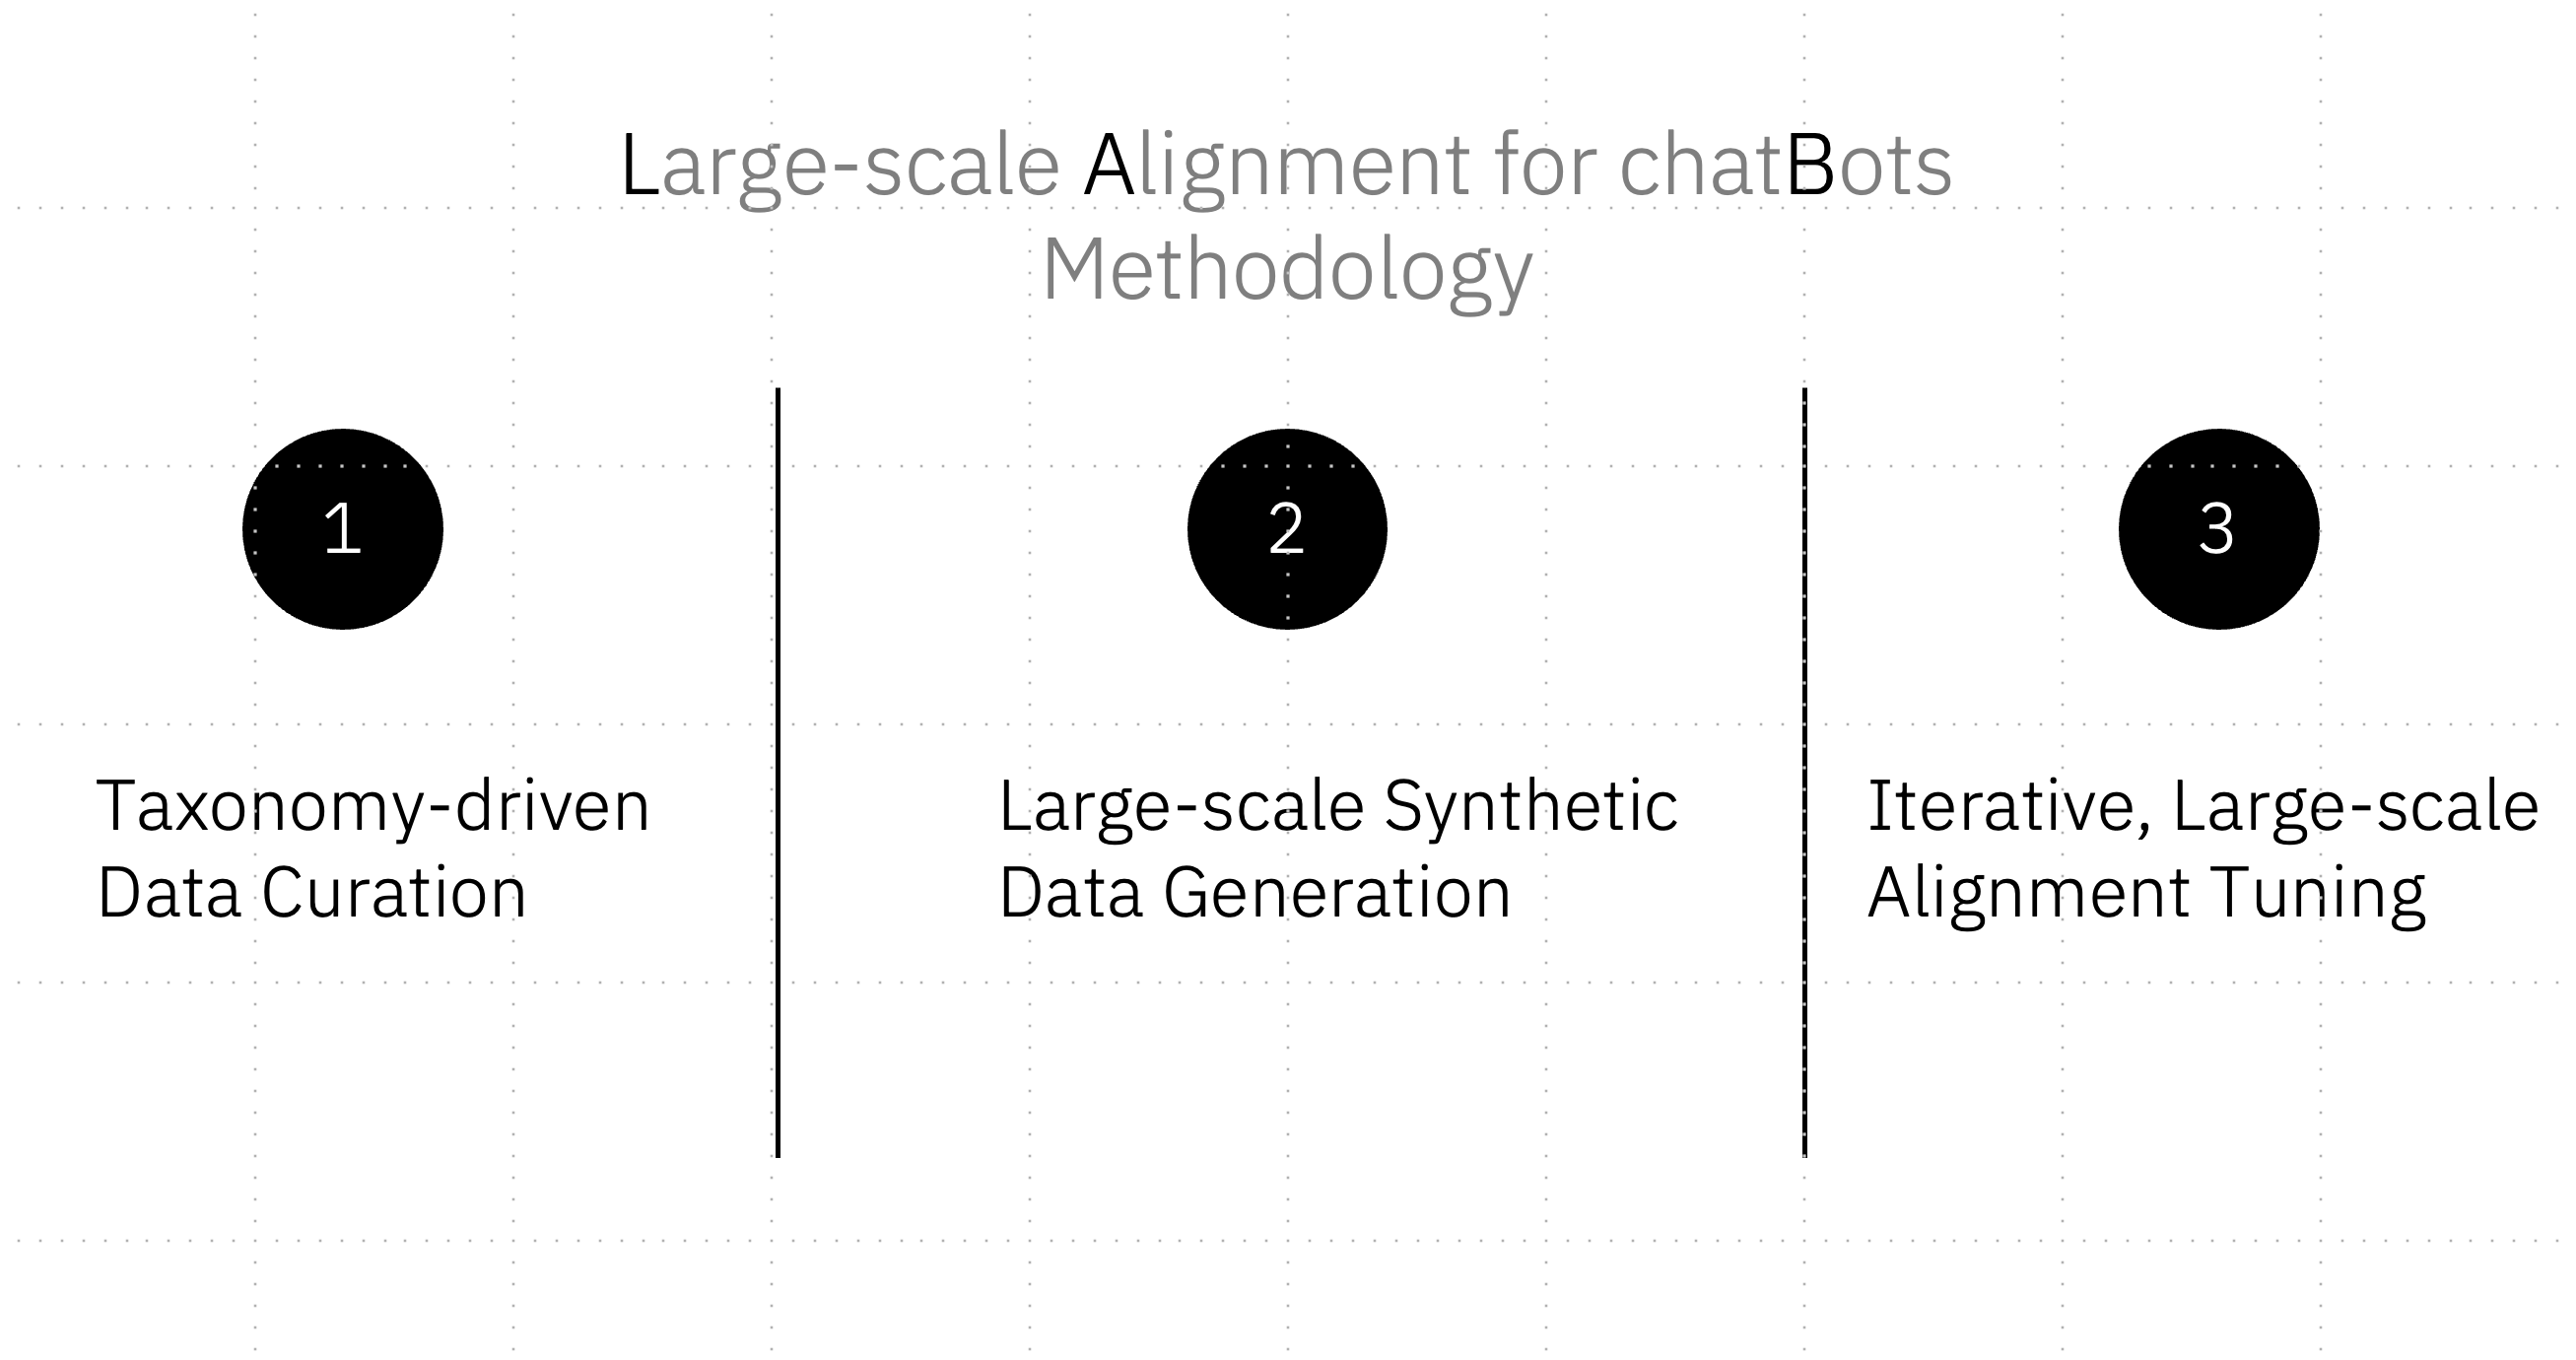 Large-scale Alignment for chatBots
Methodology
1
Taxonomy-driven
Data Curation
2
Large-scale Synthetic
Data Generation
3
Iterative, Large-scale
Alignment Tuning